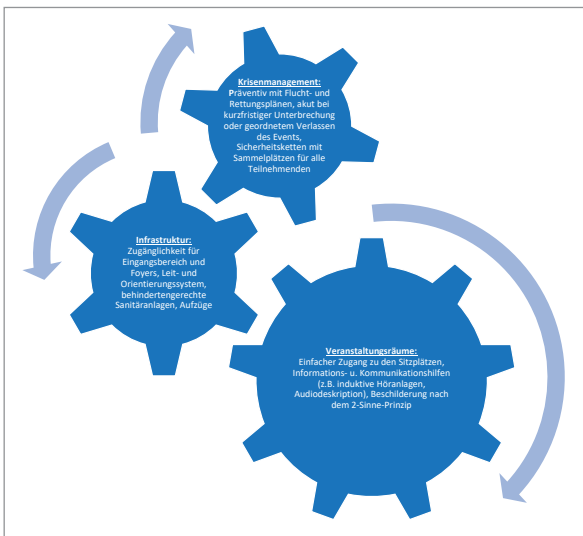 Krisenmanagement:
Präventiv mit Flucht- und
Rettungsplänen, akut bei
kurzfristiger Unterbrechung
oder geordnetem Verlassen
des Events,
Sicherheitsketten mit
Sammelplätzen für alle
Teilnehmenden
Infrastruktur:
Zugänglichkeit für
Eingangsbereich und
Foyers, Leit- und
Orientierungssystem,
behindertengerechte
Sanitäranlagen, Aufzüge
Veranstaltungsräume:
Einfacher Zugang zu den Sitzplätzen,
Informations- u. Kommunikationshilfen
(z.B. induktive Höranlagen,
Audiodeskription), Beschilderung nach
dem 2-Sinne-Prinzip